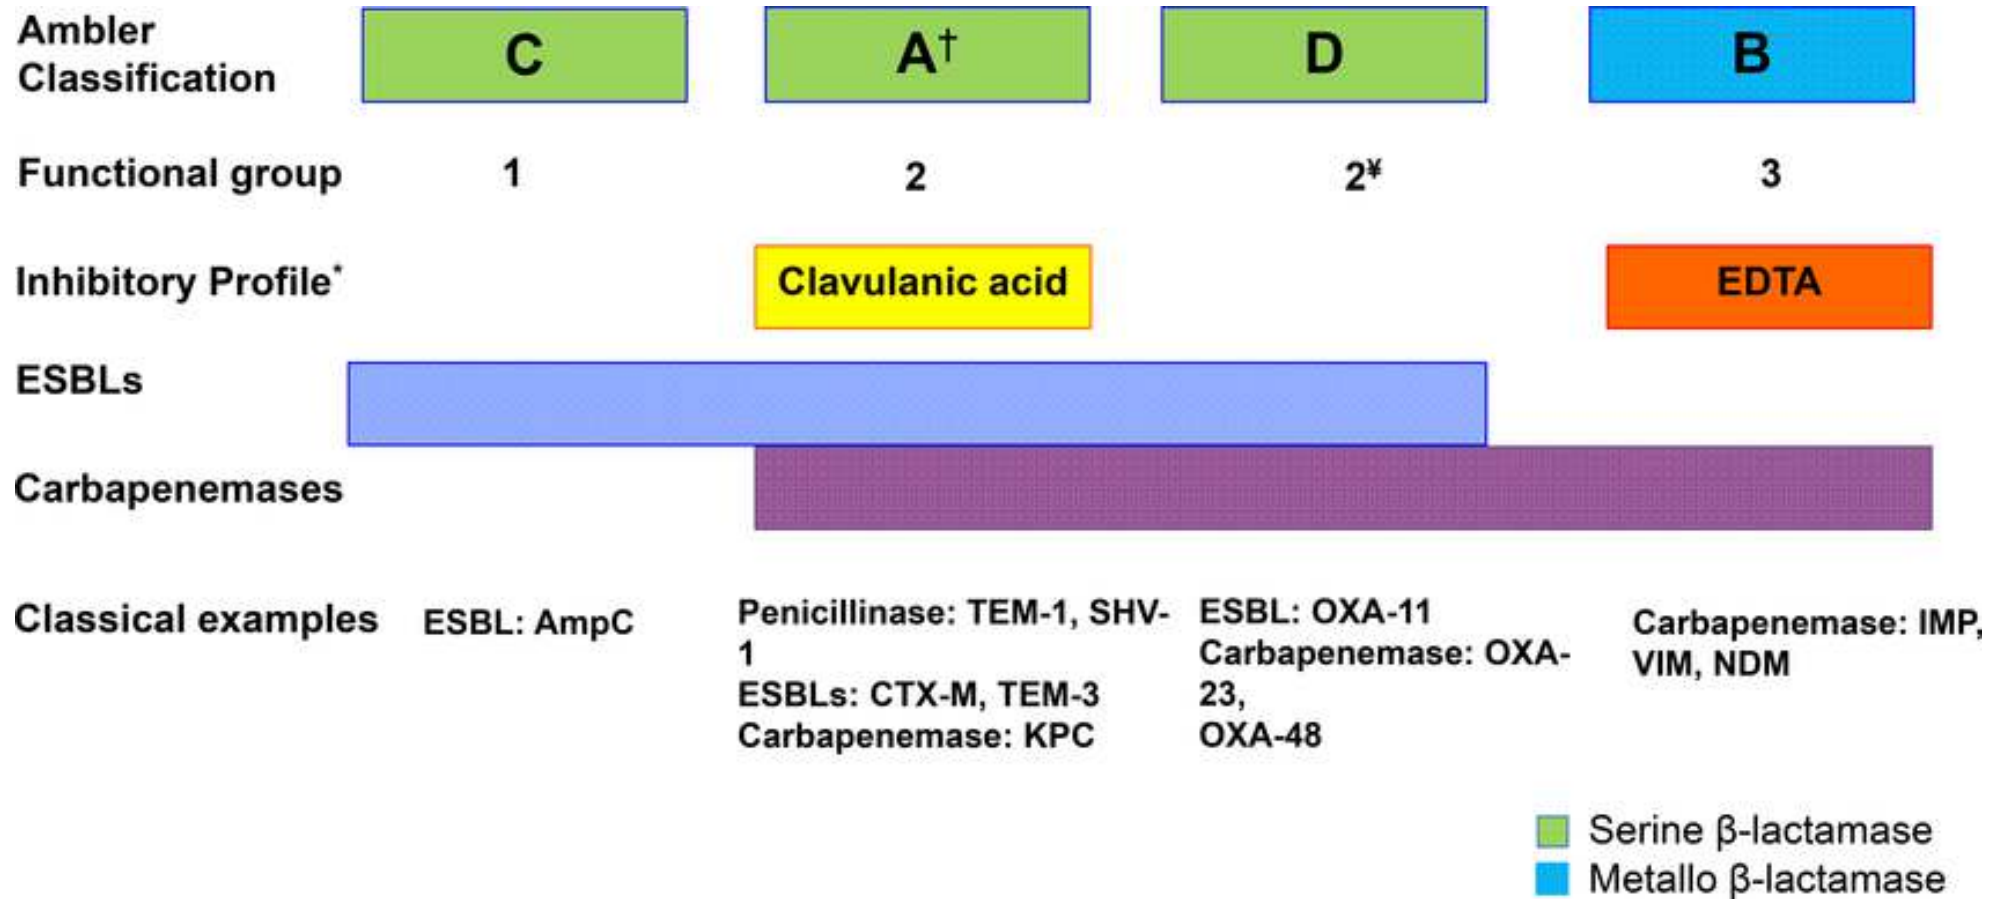 Ambler
Classification
C
A†
D
B
Functional group
1
2
2¥
3
Inhibitory Profile*
Clavulanic acid
EDTA
ESBLs
Carbapenemases
Classical examples
ESBL: AmpC
Penicillinase: TEM-1, SHV-
1
ESBLs: CTX-M, TEM-3
Carbapenemase: KPC
ESBL: OXA-11
Carbapenemase: OXA-
23,
OXA-48
Carbapenemase: IMP,
VIM, NDM
Serine β-lactamase
Metallo β-lactamase